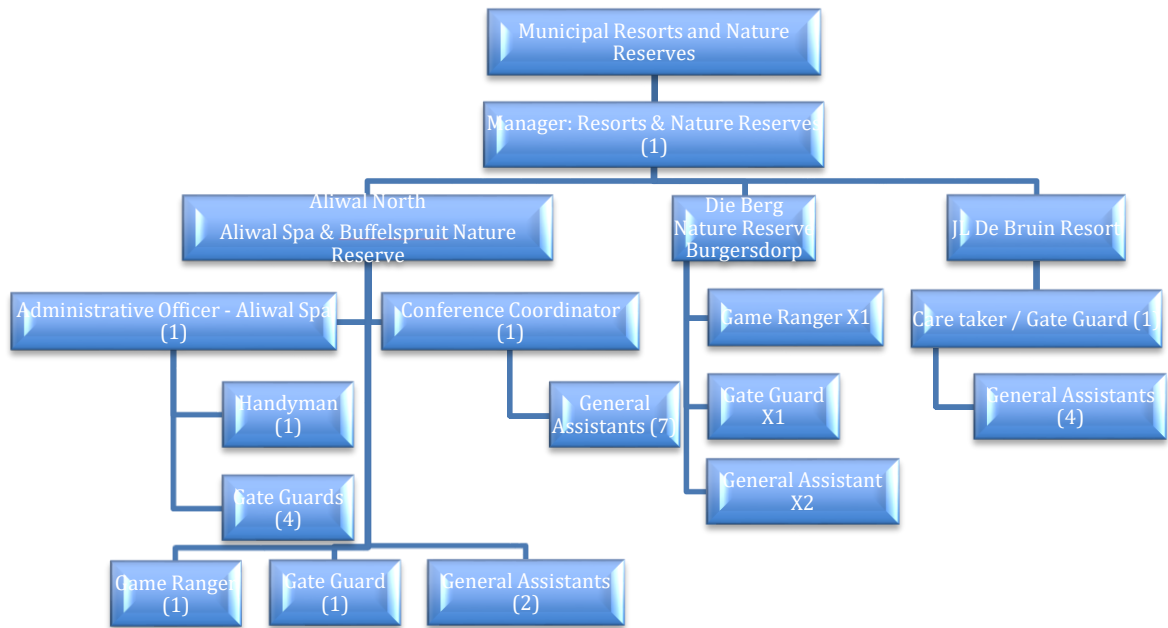 Municipal Resorts and Nature
Reserves
Manager: Resorts & Nature Reserves
(1)
Aliwal North
Aliwal Spa & Buffelspruit Nature
Reserve
Die Berg
Nature Reserve
Burgersdorp
JL De Bruin Resort
Administrative Officer - Aliwal Spa
(1)
Conference Coordinator
(1)
Game Ranger X1
Care taker / Gate Guard (1)
Handyman
(1)
General
Assistants (7)
Gate Guard
X1
General Assistants
(4)
Gate Guards
(4)
General Assistant
X2
Game Ranger
(1)
Gate Guard
(1)
General Assistants
(2)